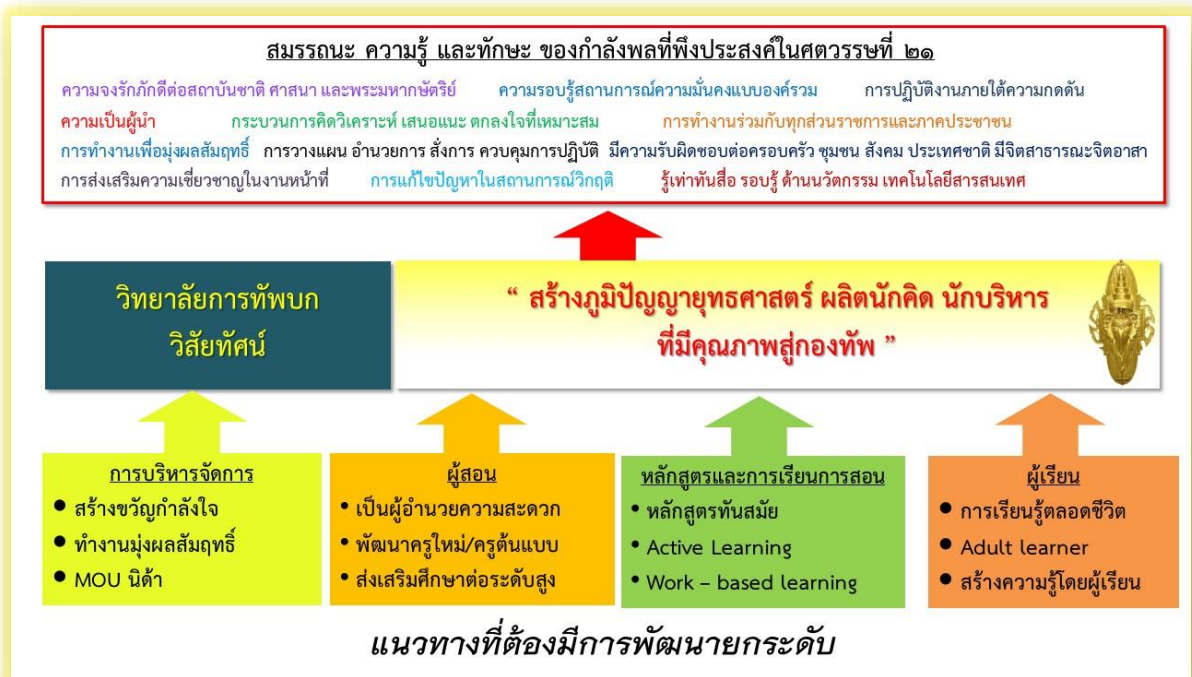 สมรรถนะ ความรู้ และทักษะ ของกำลังพลที่พึงประสงค์ในศตวรรษที่ ๒๑
ความจงรักภักดีต่อสถาบันชาติ ศาสนา และพระมหากษัตริย์ ความรอบรู้สถานการณ์ความมั่นคงแบบองค์รวม การปฏิบัติงานภายใต้ความกดดัน
ความเป็นผู้นำ กระบวนการคิดวิเคราะห์ เสนอแนะ ตกลงใจที่เหมาะสม การทำงานร่วมกับทุกส่วนราชการและภาคประชาชน
การทำงานเพื่อมุ่งผลสัมฤทธิ์ การวางแผน อำนวยการ สั่งการ ควบคุมการปฏิบัติ มีความรับผิดชอบต่อครอบครัว ชุมชน สังคม ประเทศชาติ มีจิตสาธารณะจิตอาสา
การส่งเสริมความเชี่ยวชาญในงานหน้าที่ การแก้ไขปัญหาในสถานการณ์วิกฤติ รู้เท่าทันสื่อ รอบรู้ ด้านนวัตกรรม เทคโนโลยีสารสนเทศ
วิทยาลัยการทัพบก
วิสัยทัศน์
“ สร้างภูมิปัญญายุทธศาสตร์ ผลิตนักคิด นักบริหาร
ที่มีคุณภาพสู่กองทัพ ”
การบริหารจัดการ
● สร้างขวัญกำลังใจ
● ทำงานมุ่งผลสัมฤทธิ์
● MOU นิด้า
ผู้สอน
• เป็นผู้อำนวยความสะดวก
• พัฒนาครูใหม่/ครูต้นแบบ
• ส่งเสริมศึกษาต่อระดับสูง
หลักสูตรและการเรียนการสอน
• หลักสูตรทันสมัย
• Active Learning
• Work – based learning
ผู้เรียน
● การเรียนรู้ตลอดชีวิต
● Adult learner
● สร้างความรู้โดยผู้เรียน
แนวทางที่ต้องมีการพัฒนายกระดับ